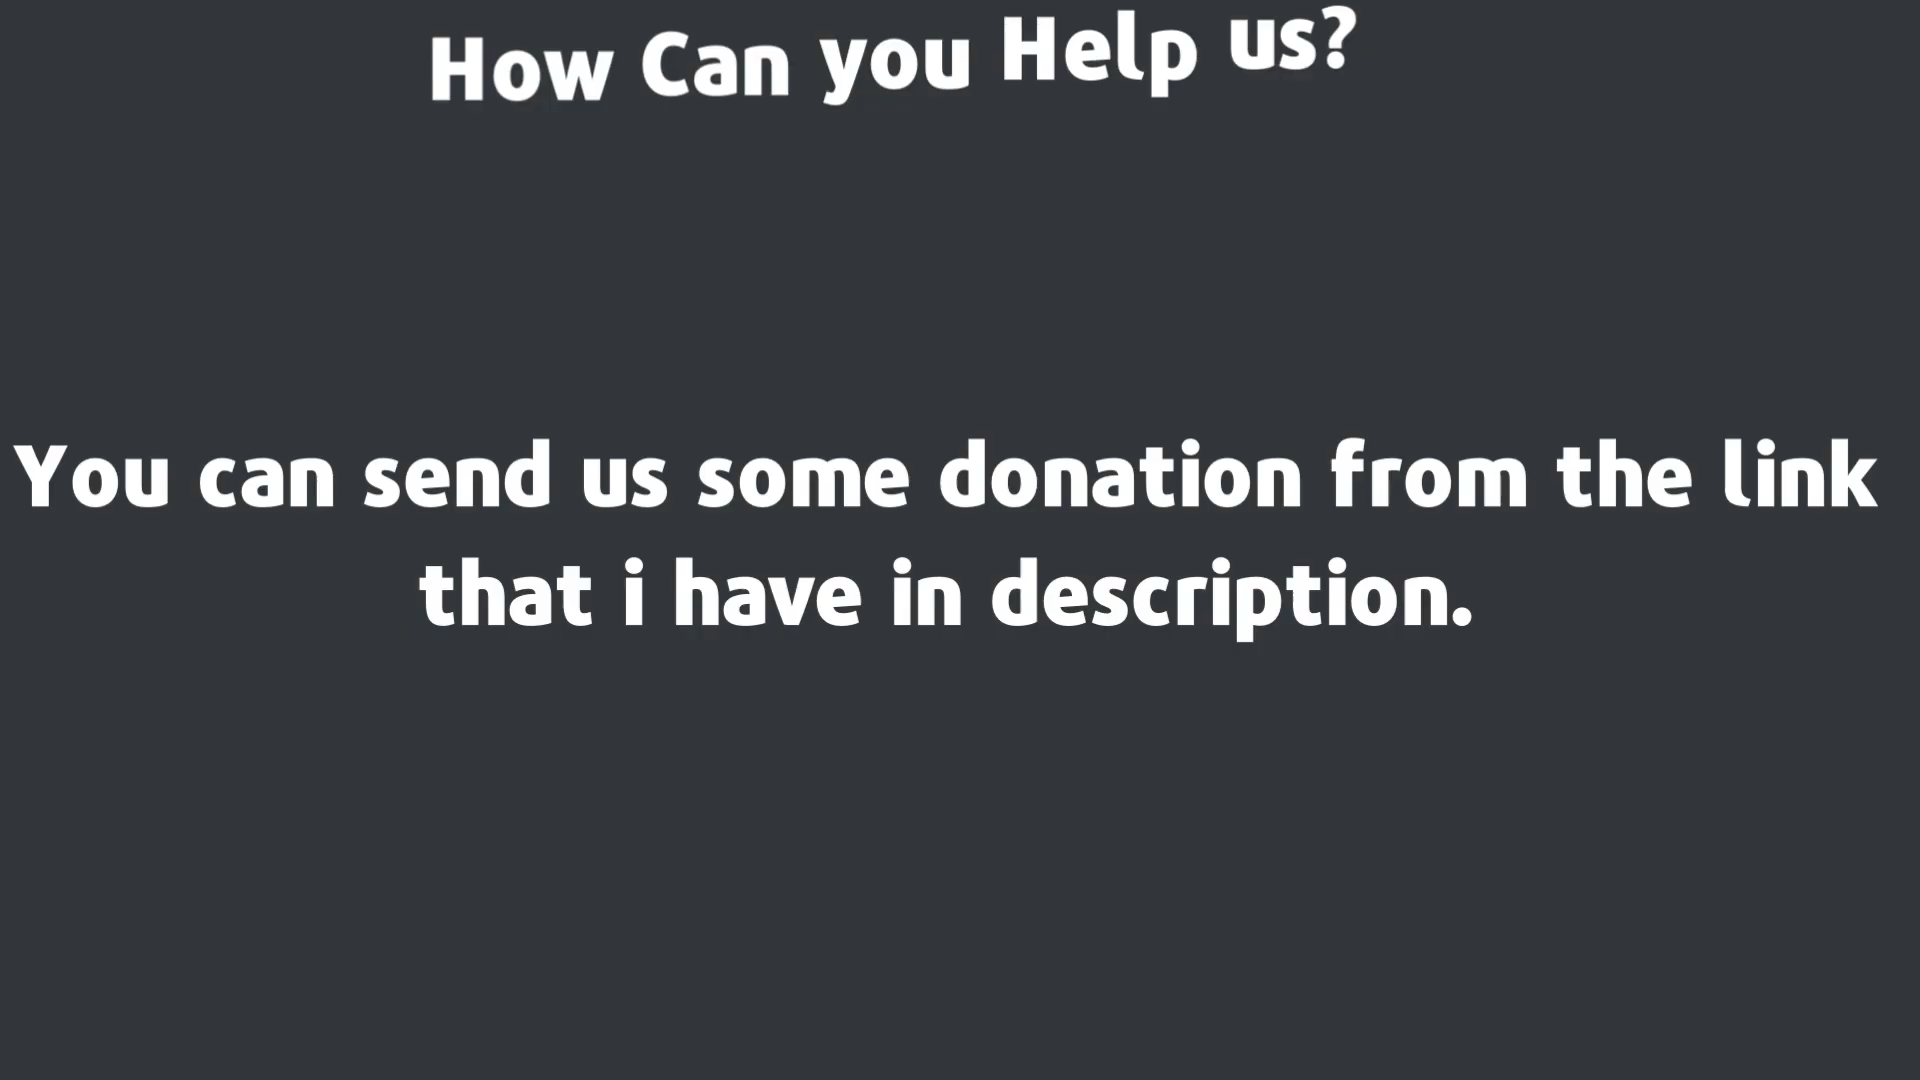 How Can you Help us?
You can send us some donation from the link
that i have in description.